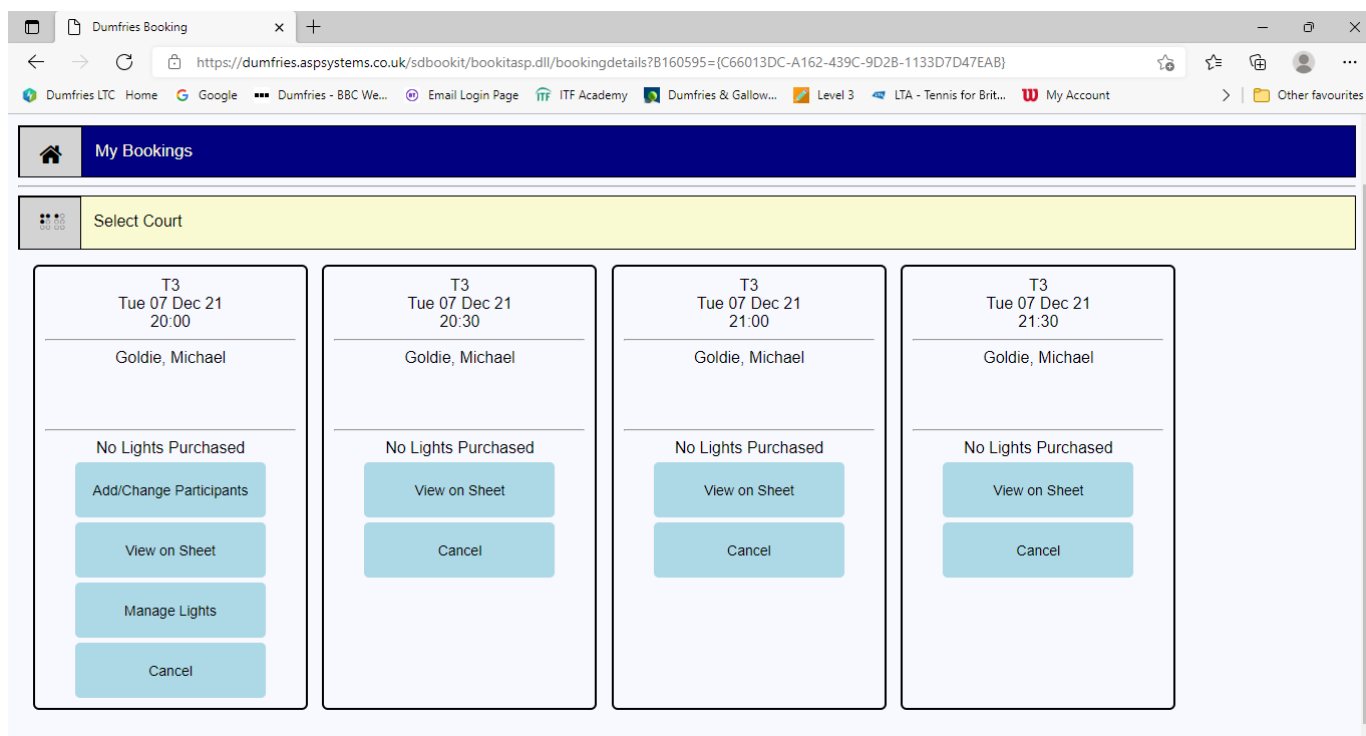 Dumfries Booking
https://dumfries.aspsystems.co.uk/sdbookit/bookitasp.dll/bookingdetails?B160595={C66013DC-A162-439C-9D2B-1133D7D47EAB}
Dumfries LTC Home Google Dumfries - BBC We... Email Login Page ITF Academy Dumfries & Gallow... Level 3 LTA - Tennis for Brit... My Account Other favourites
My Bookings
Select Court
T3
Tue 07 Dec 21
20:00
Goldie, Michael
No Lights Purchased
Add/Change Participants
View on Sheet
Manage Lights
Cancel
T3
Tue 07 Dec 21
20:30
Goldie, Michael
No Lights Purchased
View on Sheet
Cancel
T3
Tue 07 Dec 21
21:00
Goldie, Michael
No Lights Purchased
View on Sheet
Cancel
T3
Tue 07 Dec 21
21:30
Goldie, Michael
No Lights Purchased
View on Sheet
Cancel